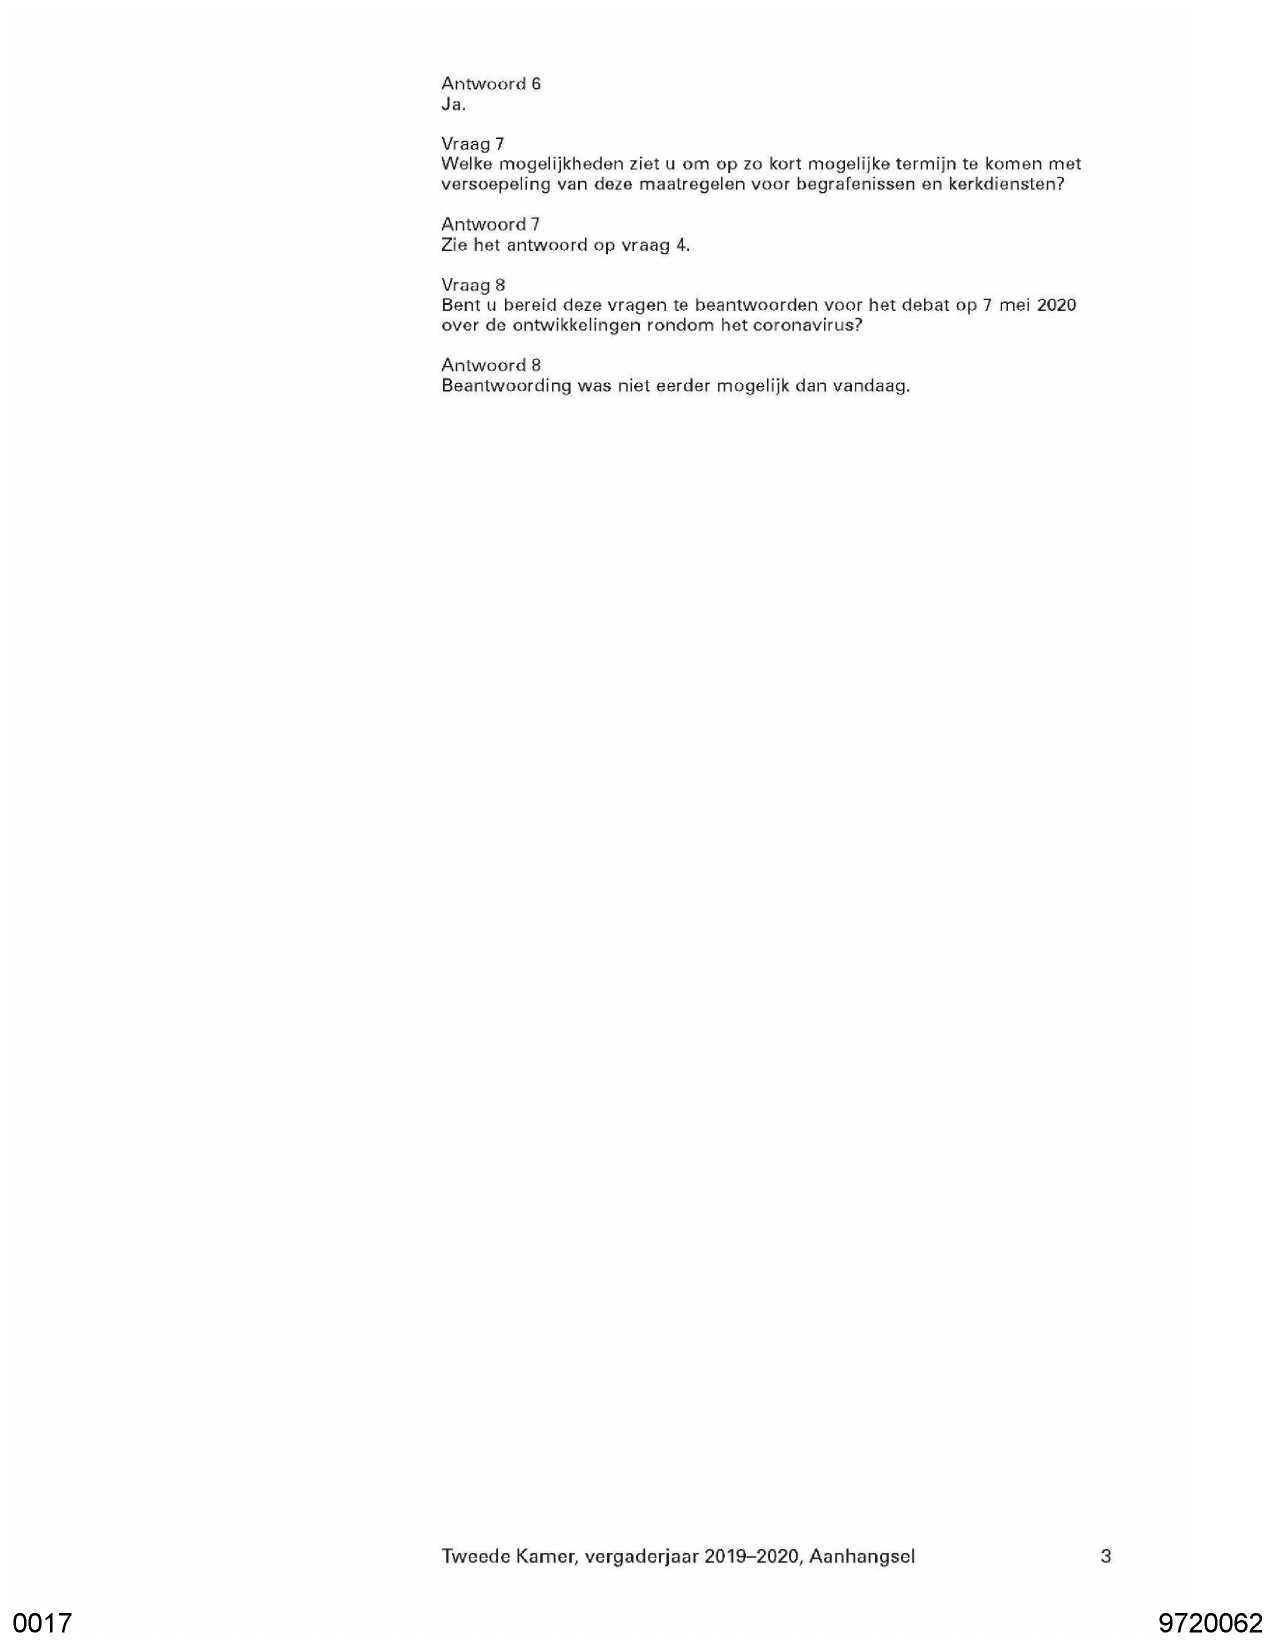 Antwoord 6
Ja.
Vraag 7
Welke mogelijkheden ziet u om op zo kort mogelijke termijn te komen met
versoepeling van deze maatregelen voor begrafenissen en kerkdiensten?
Antwoord 7
Zie het antwoord op vraag 4.
Vraag 8
Bent u bereid deze vragen te beantwoorden voor het debat op 7 mei 2020
over de ontwikkelingen rondom het coronavirus?
Antwoord 8
Beantwoording was niet eerder mogelijk dan vandaag.
Tweede Kamer, vergaderjaar 2019–2020, Aanhangsel 3
0017 9720062